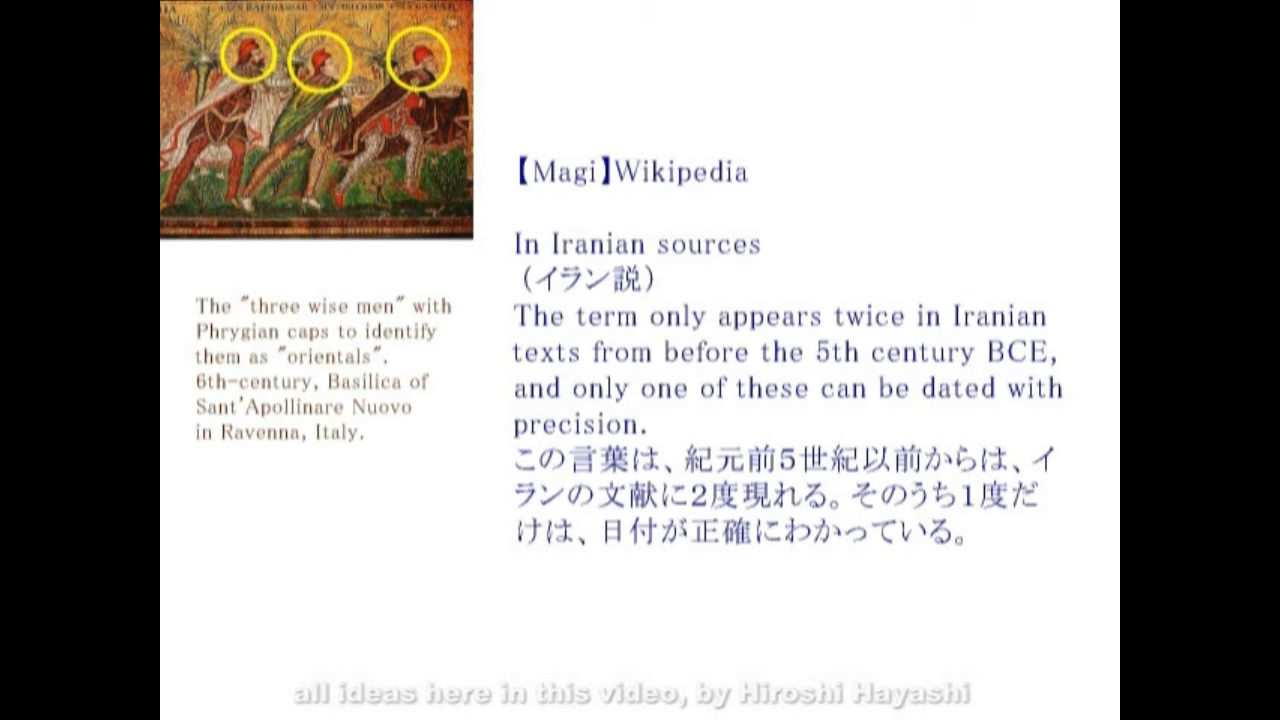 BALTHASSAR
MELCHIOR
GASPAR
The "three wise men" with
Phrygian caps to identify
them as "orientals".
6th-century, Basilica of
Sant'Apollinare Nuovo
in Ravenna, Italy.
【Magi】Wikipedia
In Iranian sources
（イラン説）
The term only appears twice in Iranian
texts from before the 5th century BCE,
and only one of these can be dated with
precision.
この言葉は、紀元前５世紀以前からは、イ
ランの文献に２度現れる。そのうち１度だ
けは、日付が正確にわかっている。
all ideas here in this video, by Hiroshi Hayashi